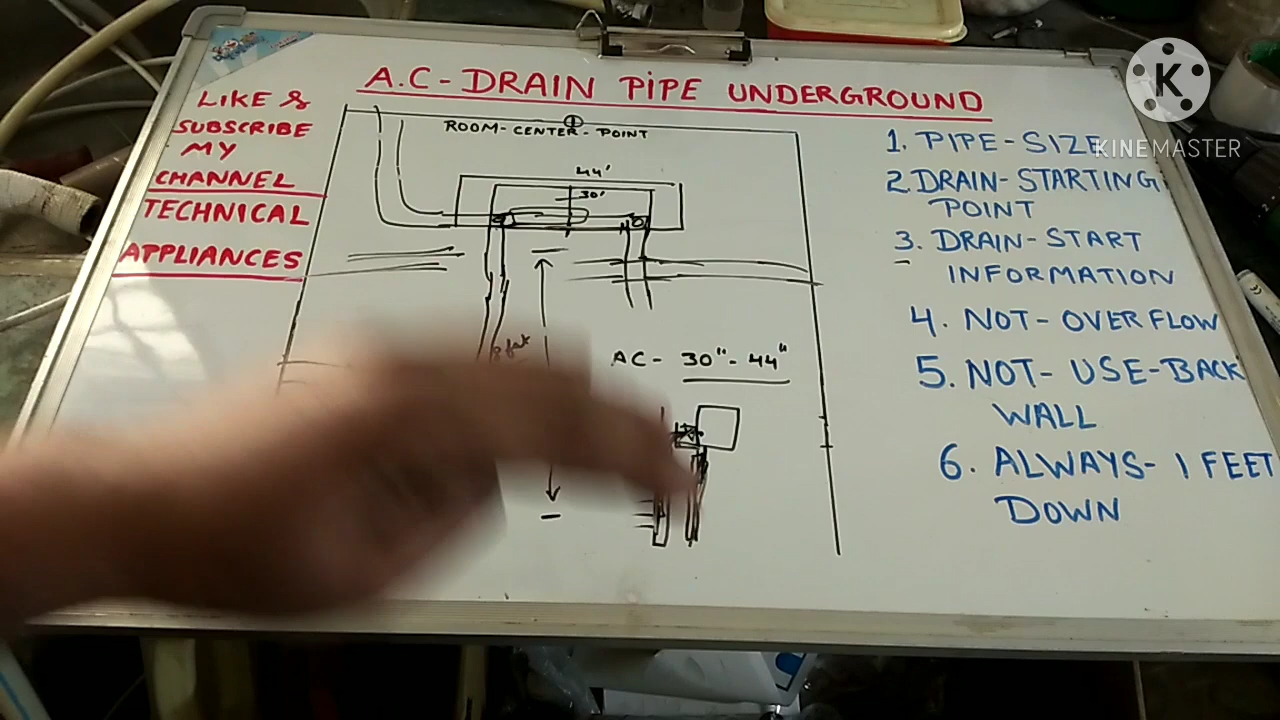 A.C-DRAIN PIPE UNDERGROUND
LIKE &
SUBSCRIBE
MY
CHANNEL
TECHNICAL
APPLIANCES
1
ROOM-CENTER-POINT
44'
30'
AC- 30"-44"
1. PIPE-SIZE
2. DRAIN-STARTING
POINT
3. DRAIN-START
INFORMATION
4. NOT-OVERFLOW
5. NOT-USE-BACK
WALL
6. ALWAYS-1 FEET
DOWN
K
KINEMASTER